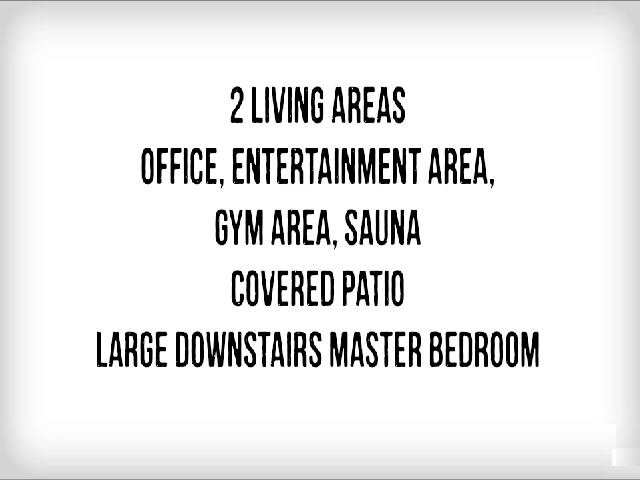 2 LIVING AREAS
OFFICE, ENTERTAINMENT AREA,
GYM AREA, SAUNA
COVERED PATIO
LARGE DOWNSTAIRS MASTER BEDROOM